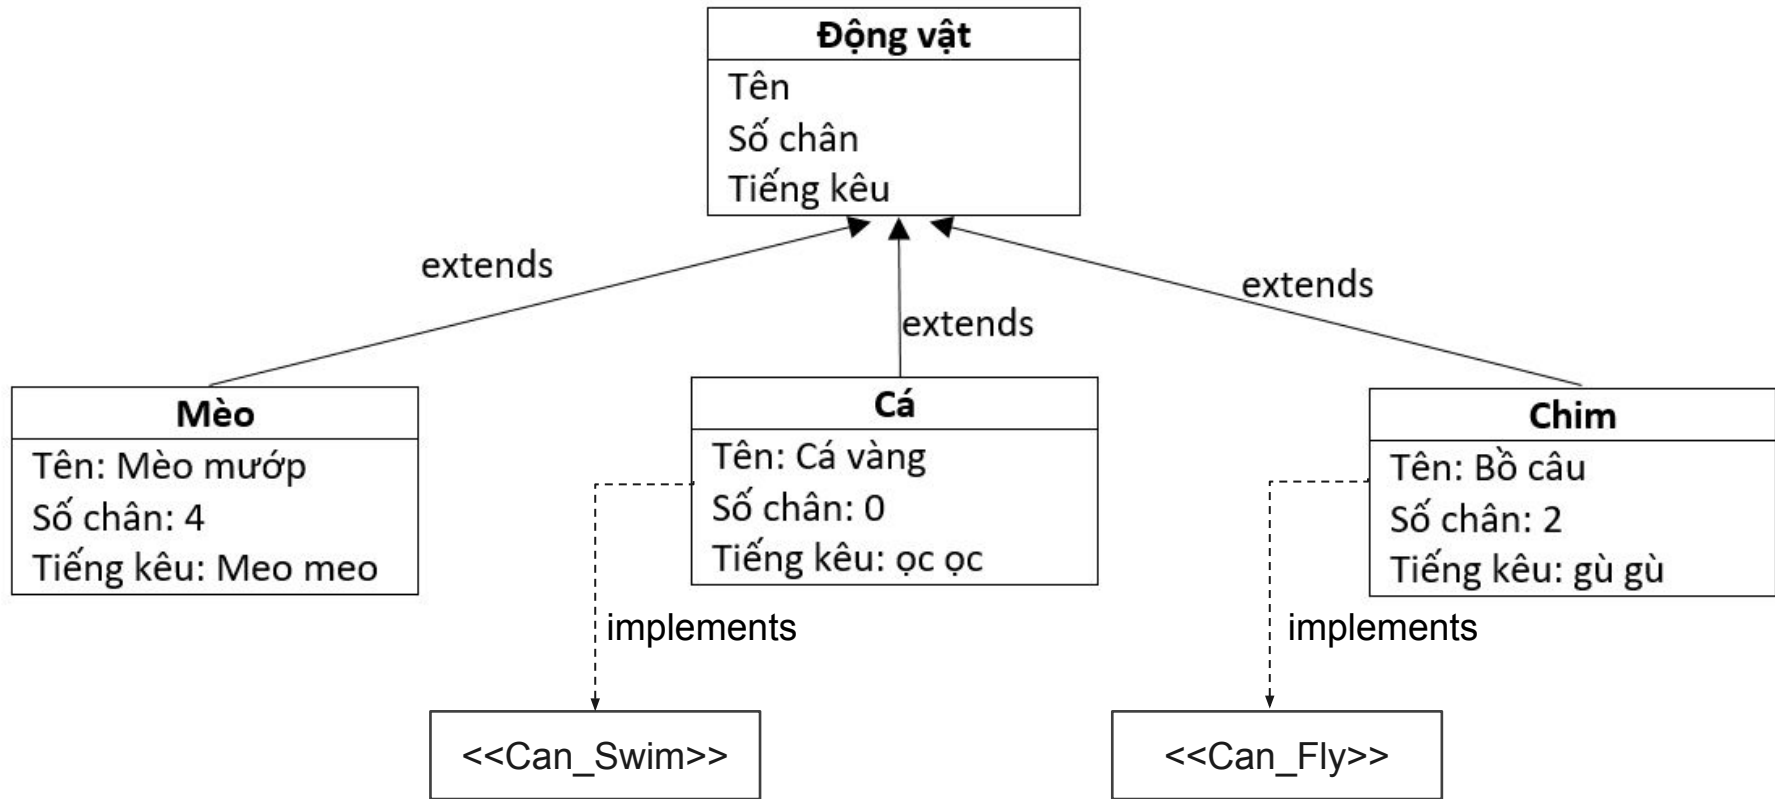 Động vật
Tên
Số chân
Tiếng kêu
extends
extends
extends
Mèo
Tên: Mèo mướp
Số chân: 4
Tiếng kêu: Meo meo
Cá
Tên: Cá vàng
Số chân: 0
Tiếng kêu: ọc ọc
Chim
Tên: Bồ câu
Số chân: 2
Tiếng kêu: gù gù
implements
implements
<<Can_Swim>>
<<Can_Fly>>